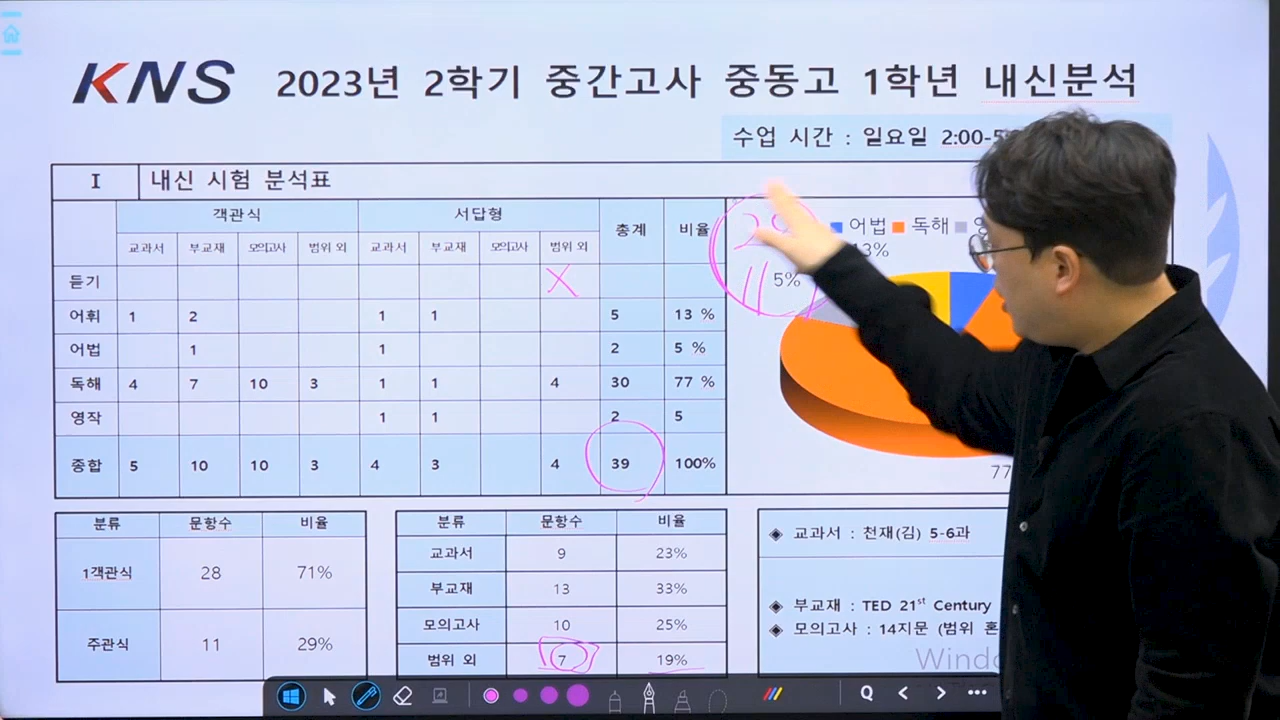 KNS 2023년 2학기 중간고사 중동고 1학년 내신분석
수업 시간 : 일요일 2:00-5
I 내신 시험 분석표
객관식 서답형 총계 비율
교과서 부교재 모의고사 범위 외 교과서 부교재 모의고사 범위 외
듣기 X
어휘 1 2 1 1 5 13 %
어법 1 1 2 5 %
독해 4 7 10 3 1 1 4 30 77 %
영작 1 1 2 5
종합 5 10 10 3 4 3 4 39 100%
어법 독해
13%
5%
77
11
분류 문항수 비율
1객관식 28 71%
주관식 11 29%
분류 문항수 비율
교과서 9 23%
부교재 13 33%
모의고사 10 25%
범위 외 7 19%
◈ 교과서 : 천재(김) 5-6과
◈ 부교재 : TED 21st Century
◈ 모의고사 : 14지문 (범위 혼